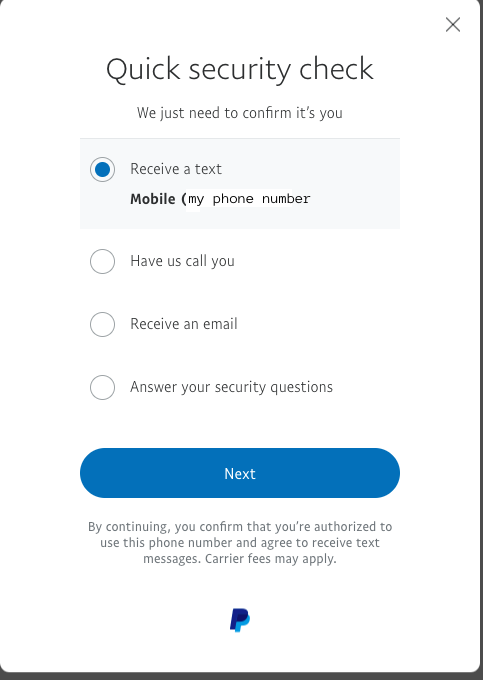 Quick security check
We just need to confirm it's you
Receive a text
Mobile (my phone number
Have us call you
Receive an email
Answer your security questions
Next
By continuing, you confirm that you're authorized to
use this phone number and agree to receive text
messages. Carrier fees may apply.